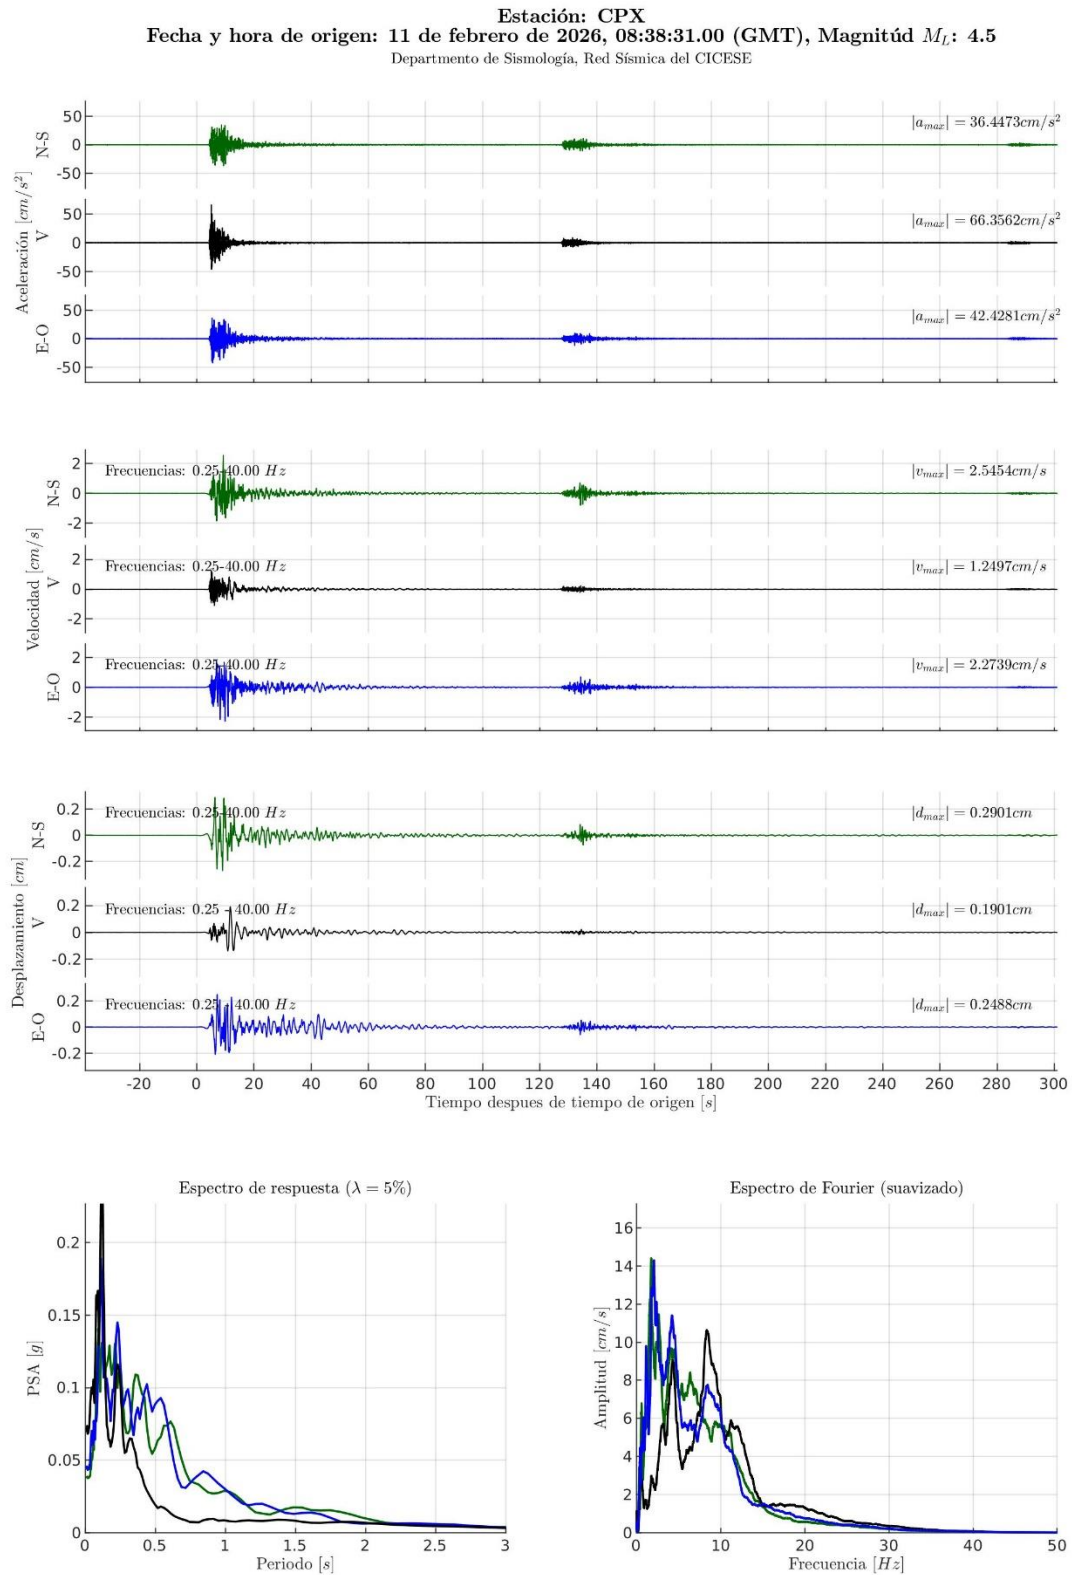 Estación: CPX
Fecha y hora de origen: 11 de febrero de 2026, 08:38:31.00 (GMT), Magnitúd M_L: 4.5
Departmento de Sismología, Red Sísmica del CICESE
Aceleración [cm/s²]
N-S
50
0
-50
|a_max| = 36.4473cm/s²
V
50
0
-50
|a_max| = 66.3562cm/s²
E-O
50
0
-50
|a_max| = 42.4281cm/s²
Velocidad [cm/s]
N-S
2
0
-2
Frecuencias: 0.25-40.00 Hz
|v_max| = 2.5454cm/s
V
2
0
-2
Frecuencias: 0.25-40.00 Hz
|v_max| = 1.2497cm/s
E-O
2
0
-2
Frecuencias: 0.25-40.00 Hz
|v_max| = 2.2739cm/s
Desplazamiento [cm]
N-S
0.2
0
-0.2
Frecuencias: 0.25-40.00 Hz
|d_max| = 0.2901cm
V
0.2
0
-0.2
Frecuencias: 0.25 - 40.00 Hz
|d_max| = 0.1901cm
E-O
0.2
0
-0.2
Frecuencias: 0.25 - 40.00 Hz
|d_max| = 0.2488cm
-20 0 20 40 60 80 100 120 140 160 180 200 220 240 260 280 300
Tiempo despues de tiempo de origen [s]
Espectro de respuesta (λ = 5%)
PSA [g]
0.2
0.15
0.1
0.05
0
0 0.5 1 1.5 2 2.5 3
Periodo [s]
Espectro de Fourier (suavizado)
Amplitud [cm/s]
16
14
12
10
8
6
4
2
0
0 10 20 30 40 50
Frecuencia [Hz]